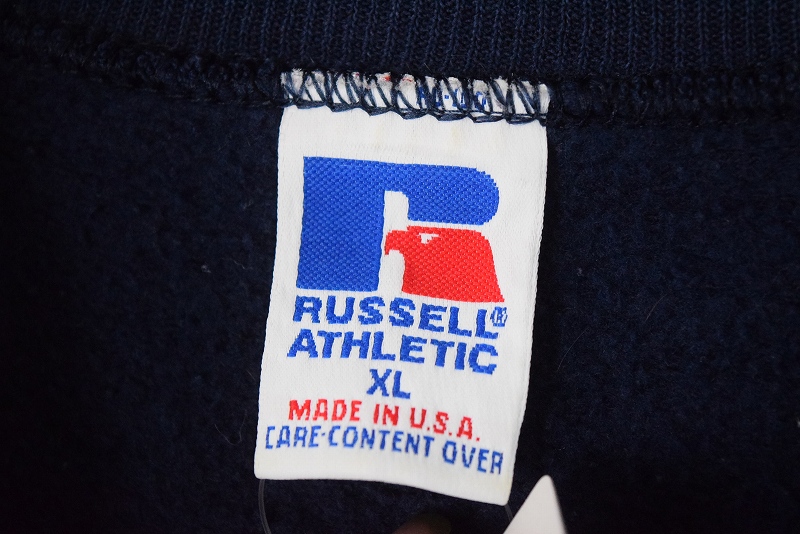 RUSSELL®
ATHLETIC
XL
MADE IN U.S.A.
CARE-CONTENT OVER